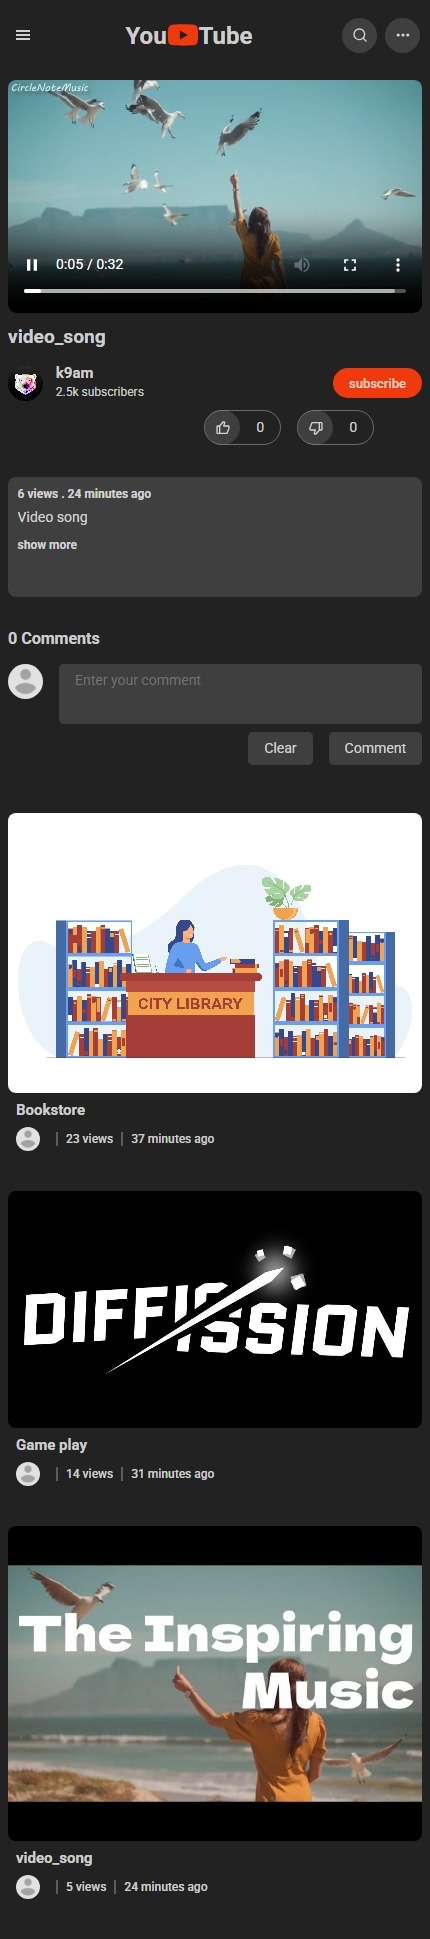 YouTube
CircleNoteMusic
0:05 / 0:32
video_song
k9am
2.5k subscribers
subscribe
0
0
6 views . 24 minutes ago
Video song
show more
0 Comments
Enter your comment
Clear
Comment
CITY LIBRARY
Bookstore
23 views
37 minutes ago
DIFFISSION
Game play
14 views
31 minutes ago
The Inspiring
Music
video_song
5 views
24 minutes ago